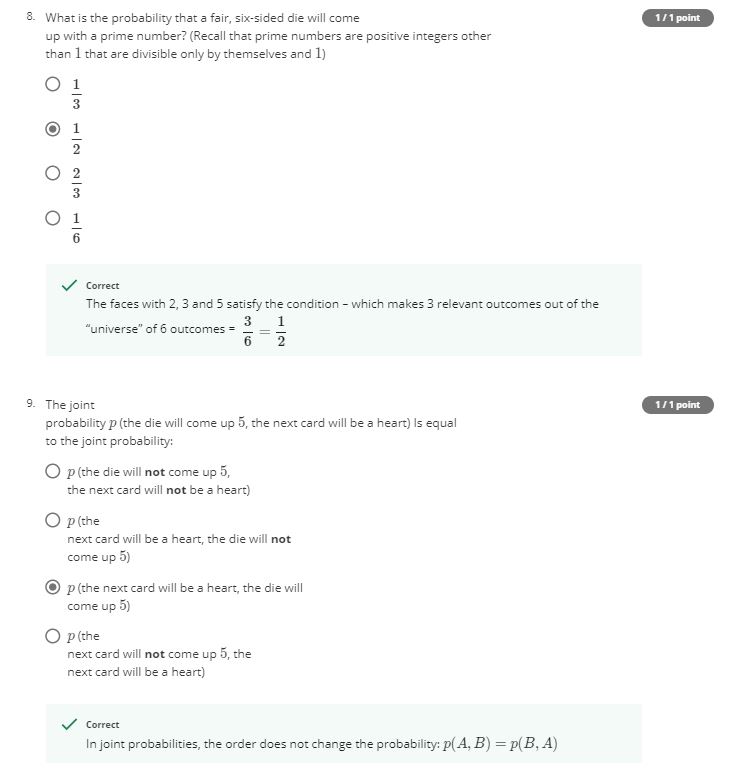 8. What is the probability that a fair, six-sided die will come
1 / 1 point
up with a prime number? (Recall that prime numbers are positive integers other
than 1 that are divisible only by themselves and 1)
1/3
1/2
2/3
1/6
Correct
The faces with 2, 3 and 5 satisfy the condition – which makes 3 relevant outcomes out of the
"universe" of 6 outcomes = 3/6 = 1/2
9. The joint
1 / 1 point
probability p (the die will come up 5, the next card will be a heart) Is equal
to the joint probability:
p (the die will not come up 5,
the next card will not be a heart)
p (the
next card will be a heart, the die will not
come up 5)
p (the next card will be a heart, the die will
come up 5)
p (the
next card will not come up 5, the
next card will be a heart)
Correct
In joint probabilities, the order does not change the probability: p(A, B) = p(B, A)